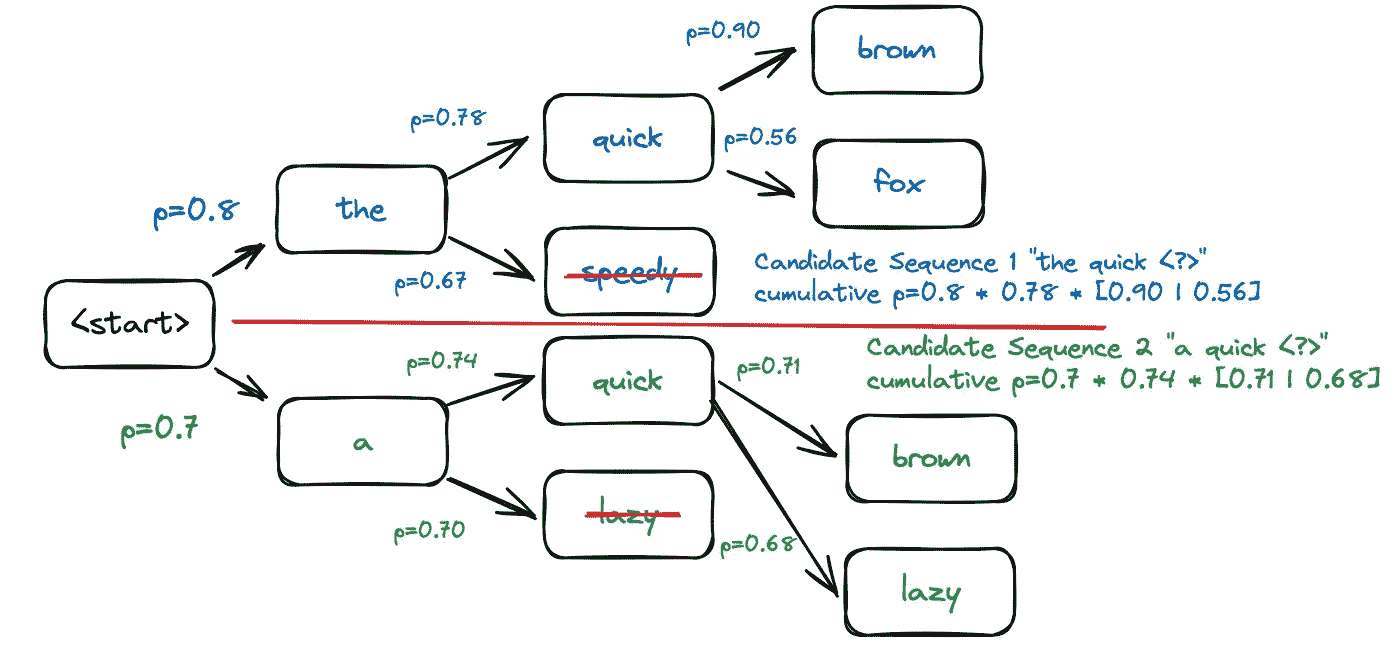 p=0.90
brown
p=0.78
quick
p=0.56
fox
the
p=0.8
p=0.67
speedy
Candidate Sequence 1 "the quick <?>"
cumulative p=0.8 * 0.78 * [0.90 | 0.56]
<start>
Candidate Sequence 2 "a quick <?>"
cumulative p=0.7 * 0.74 * [0.71 | 0.68]
p=0.74
quick
p=0.71
p=0.7
a
brown
lazy
p=0.70
p=0.68
lazy